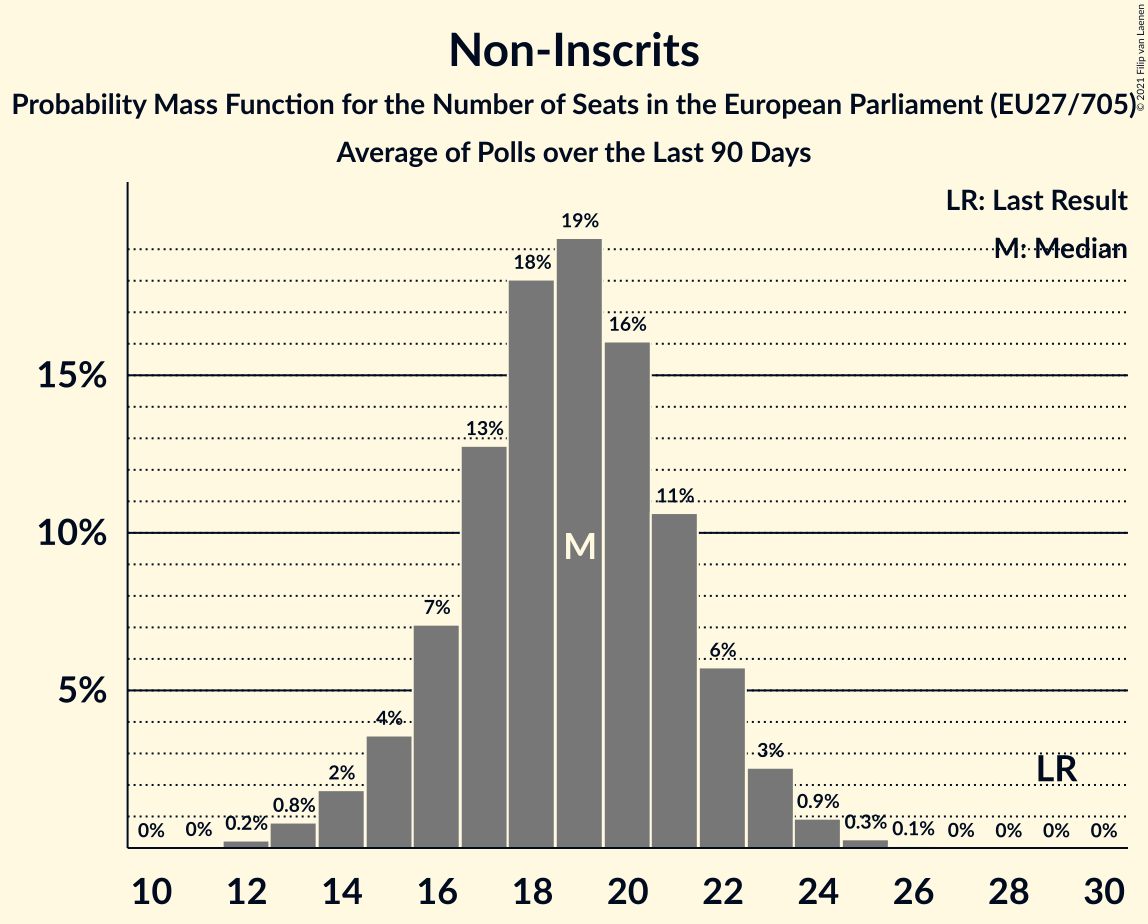 Non-Inscrits
Probability Mass Function for the Number of Seats in the European Parliament (EU27/705)
Average of Polls over the Last 90 Days
© 2021 Filip van Laenen
LR: Last Result
M: Median
19%
18%
16%
15%
13%
11%
10%
M
7%
6%
5%
4%
3%
LR
2%
0.8%
0.9%
0% 0% 0.2% 0.3% 0.1% 0% 0% 0% 0%
10 12 14 16 18 20 22 24 26 28 30